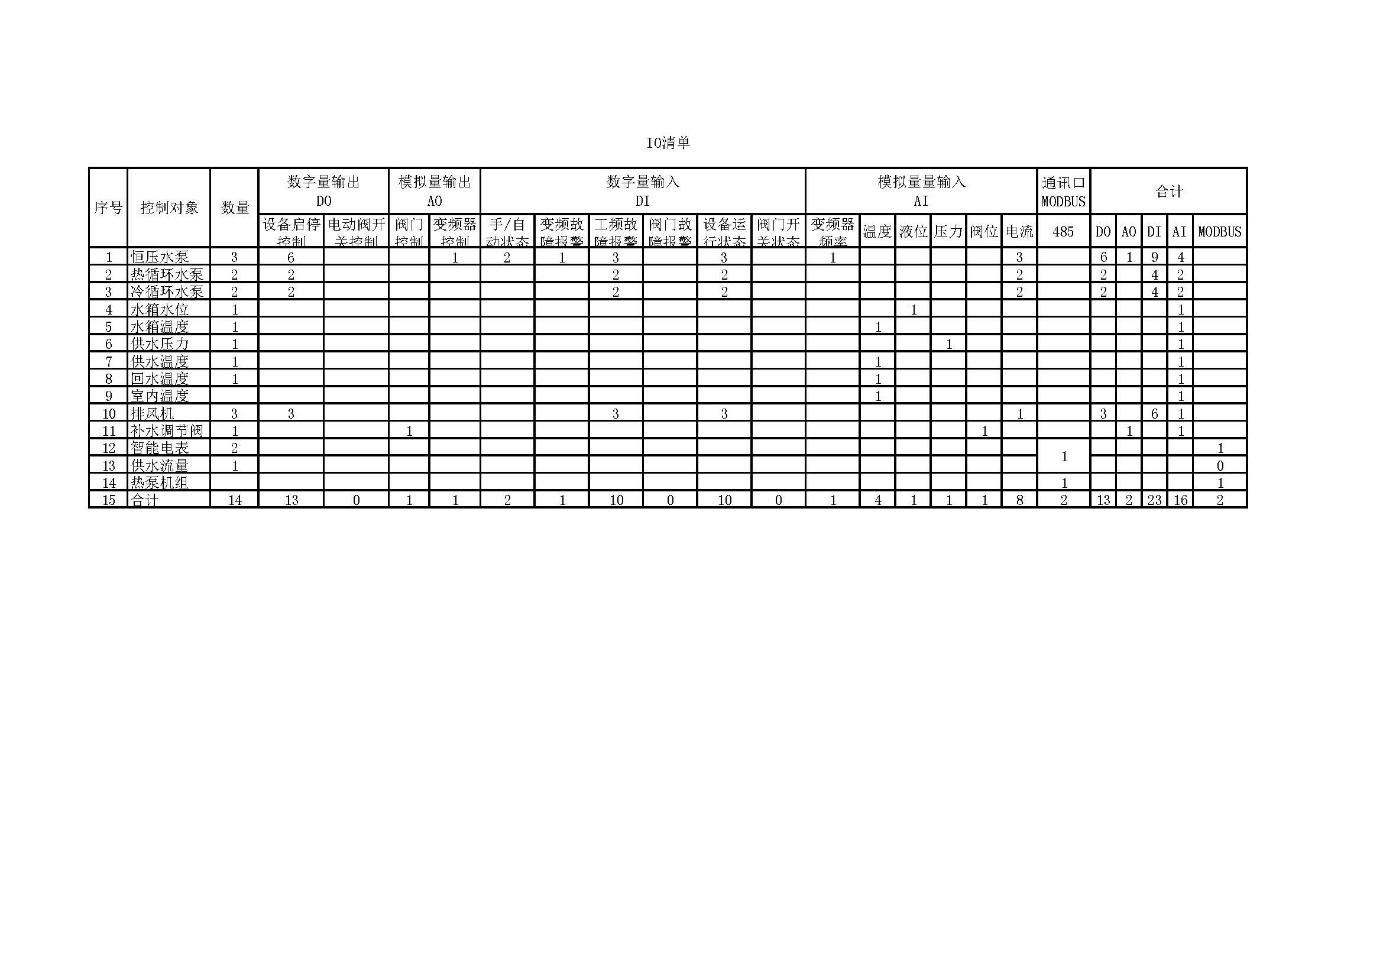 IO清单
序号 控制对象 数量 数字量输出 DO 模拟量输出 AO 数字量输入 DI 模拟量量输入 AI 通讯口 MODBUS 合计
设备启停控制 电动阀开关控制 阀门控制 变频器控制 手/自动状态 变频故障报警 工频故障报警 阀门故障报警 设备运行状态 阀门开关状态 变频器频率 温度 液位 压力 阀位 电流 485 DO AO DI AI MODBUS
1 恒压水泵 3 6 1 2 1 3 3 1 3 6 1 9 4
2 热循环水泵 2 2 2 2 2 2 4 2
3 冷循环水泵 2 2 2 2 2 2 4 2
4 水箱水位 1 1 1
5 水箱温度 1 1 1
6 供水压力 1 1 1
7 供水温度 1 1 1
8 回水温度 1 1 1
9 室内温度 1 1
10 排风机 3 3 3 3 1 3 6 1
11 补水调节阀 1 1 1 1 1
12 智能电表 2 1 1
13 供水流量 1 0
14 热泵机组 1 1
15 合计 14 13 0 1 1 2 1 10 0 10 0 1 4 1 1 1 8 2 13 2 23 16 2